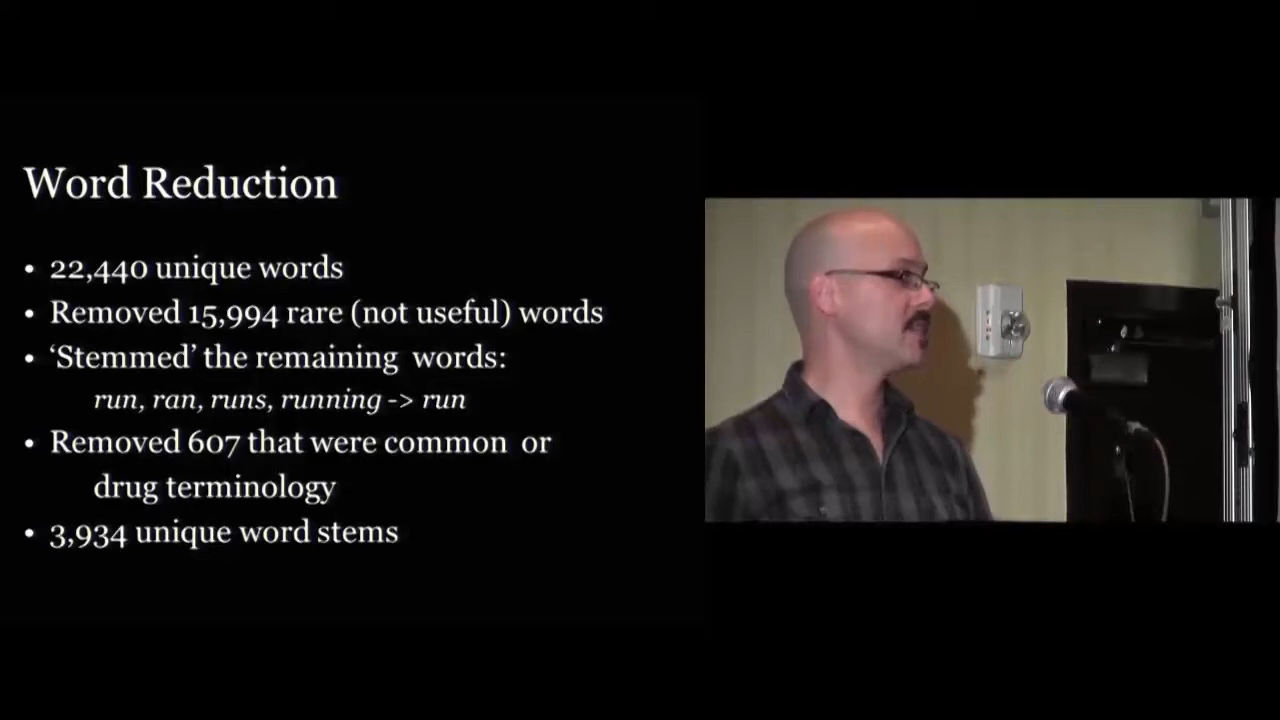 Word Reduction
• 22,440 unique words
• Removed 15,994 rare (not useful) words
• ‘Stemmed’ the remaining words:
run, ran, runs, running -> run
• Removed 607 that were common or
drug terminology
• 3,934 unique word stems